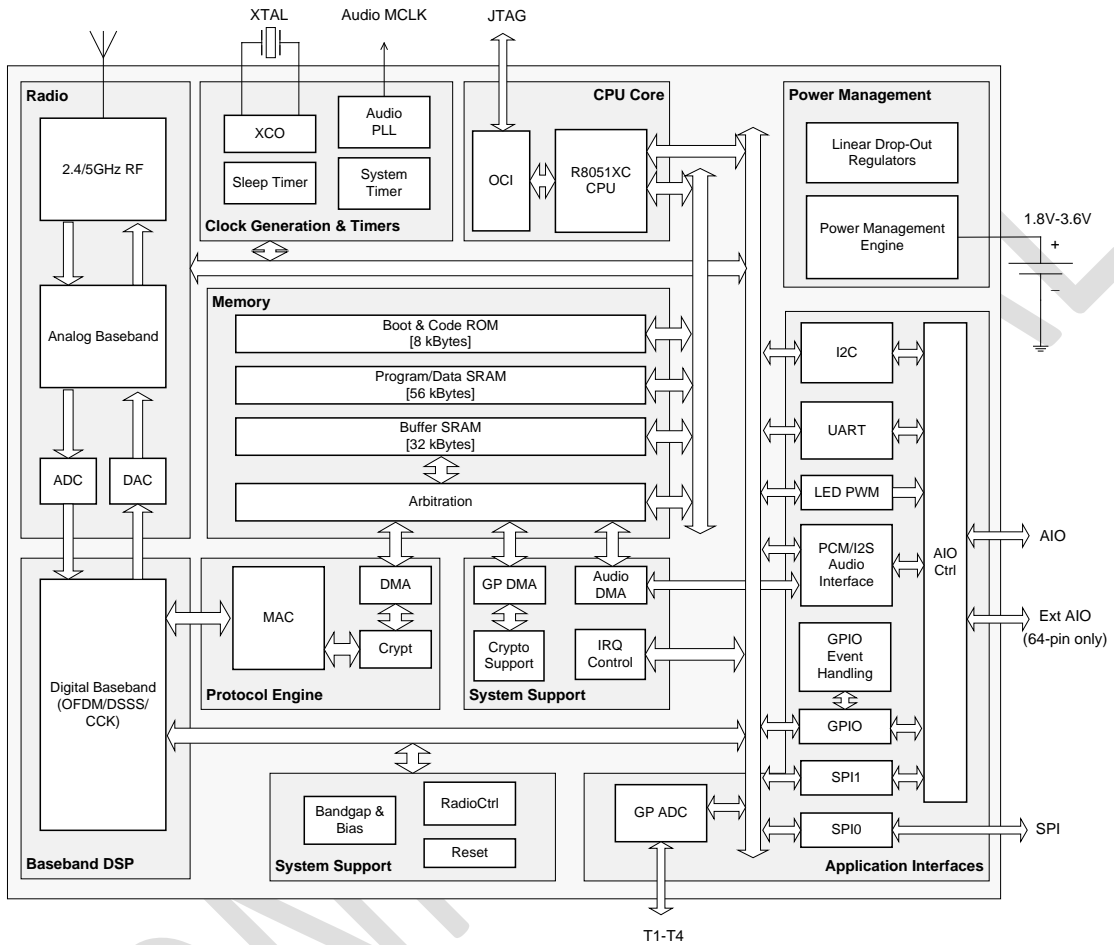 XTAL
Audio MCLK
JTAG
Radio
2.4/5GHz RF
Analog Baseband
ADC
DAC
XCO
Audio
PLL
Sleep Timer
System
Timer
Clock Generation & Timers
CPU Core
OCI
R8051XC
CPU
Power Management
Linear Drop-Out
Regulators
Power Management
Engine
1.8V-3.6V
+
–
Memory
Boot & Code ROM
[8 kBytes]
Program/Data SRAM
[56 kBytes]
Buffer SRAM
[32 kBytes]
Arbitration
I2C
UART
LED PWM
PCM/I2S
Audio
Interface
GPIO
Event
Handling
GPIO
SPI1
SPI0
AIO
Ctrl
AIO
Ext AIO
(64-pin only)
SPI
Digital Baseband
(OFDM/DSSS/
CCK)
Baseband DSP
MAC
DMA
Crypt
Protocol Engine
GP DMA
Audio
DMA
Crypto
Support
IRQ
Control
System Support
Bandgap &
Bias
RadioCtrl
Reset
System Support
GP ADC
Application Interfaces
T1-T4